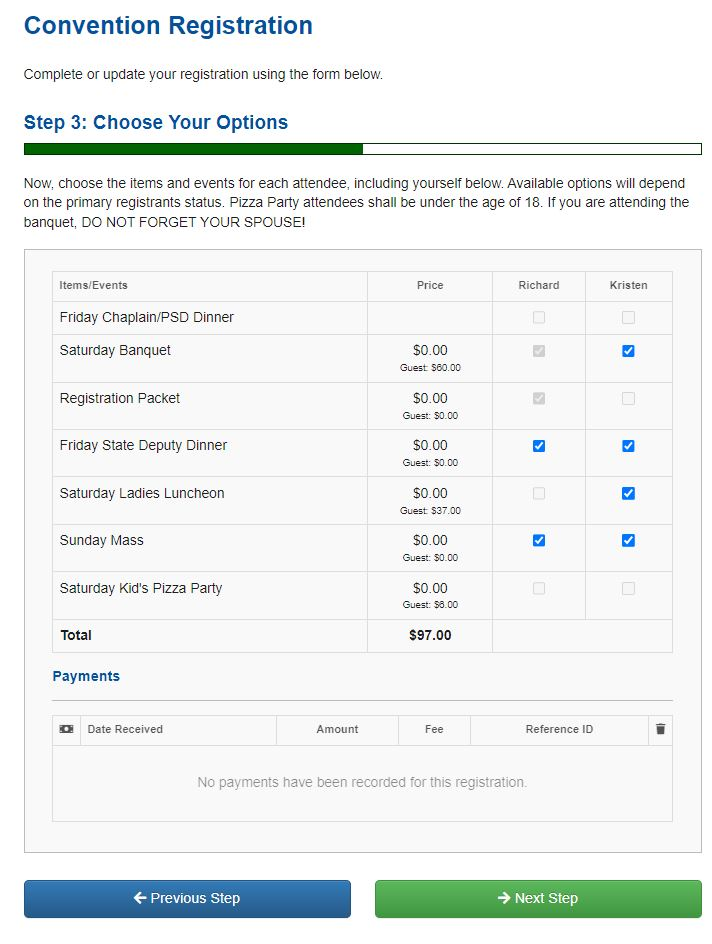 Convention Registration
Complete or update your registration using the form below.
Step 3: Choose Your Options
Now, choose the items and events for each attendee, including yourself below. Available options will depend
on the primary registrants status. Pizza Party attendees shall be under the age of 18. If you are attending the
banquet, DO NOT FORGET YOUR SPOUSE!
Items/Events Price Richard Kristen
Friday Chaplain/PSD Dinner
Saturday Banquet $0.00
Guest: $60.00
Registration Packet $0.00
Guest: $0.00
Friday State Deputy Dinner $0.00
Guest: $0.00
Saturday Ladies Luncheon $0.00
Guest: $37.00
Sunday Mass $0.00
Guest: $0.00
Saturday Kid's Pizza Party $0.00
Guest: $6.00
Total $97.00
Payments
Date Received Amount Fee Reference ID
No payments have been recorded for this registration.
Previous Step Next Step